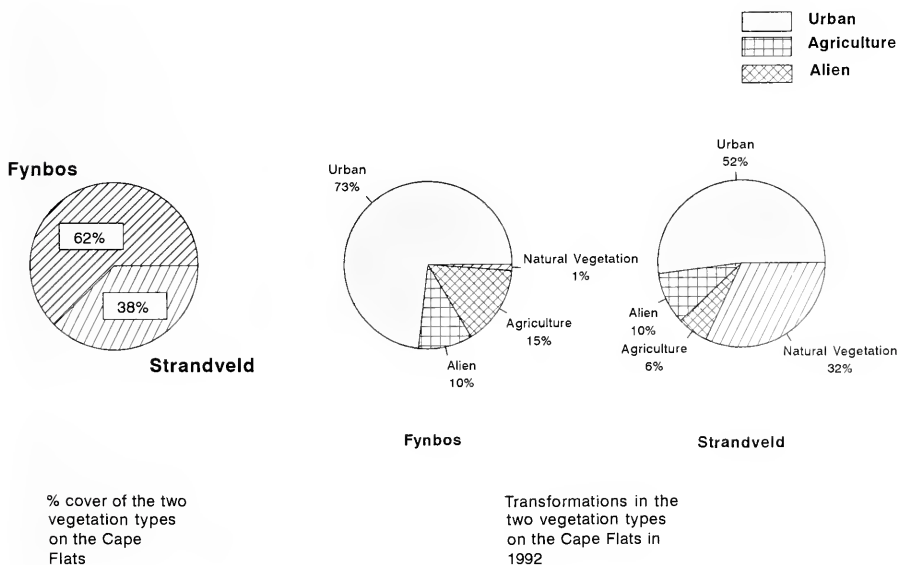 Urban
Agriculture
Alien
Fynbos
62%
38%
Strandveld
Urban
73%
Natural Vegetation
1%
Agriculture
15%
Alien
10%
Fynbos
Urban
52%
Alien
10%
Agriculture
6%
Natural Vegetation
32%
Strandveld
% cover of the two
vegetation types
on the Cape
Flats
Transformations in the
two vegetation types
on the Cape Flats in
1992